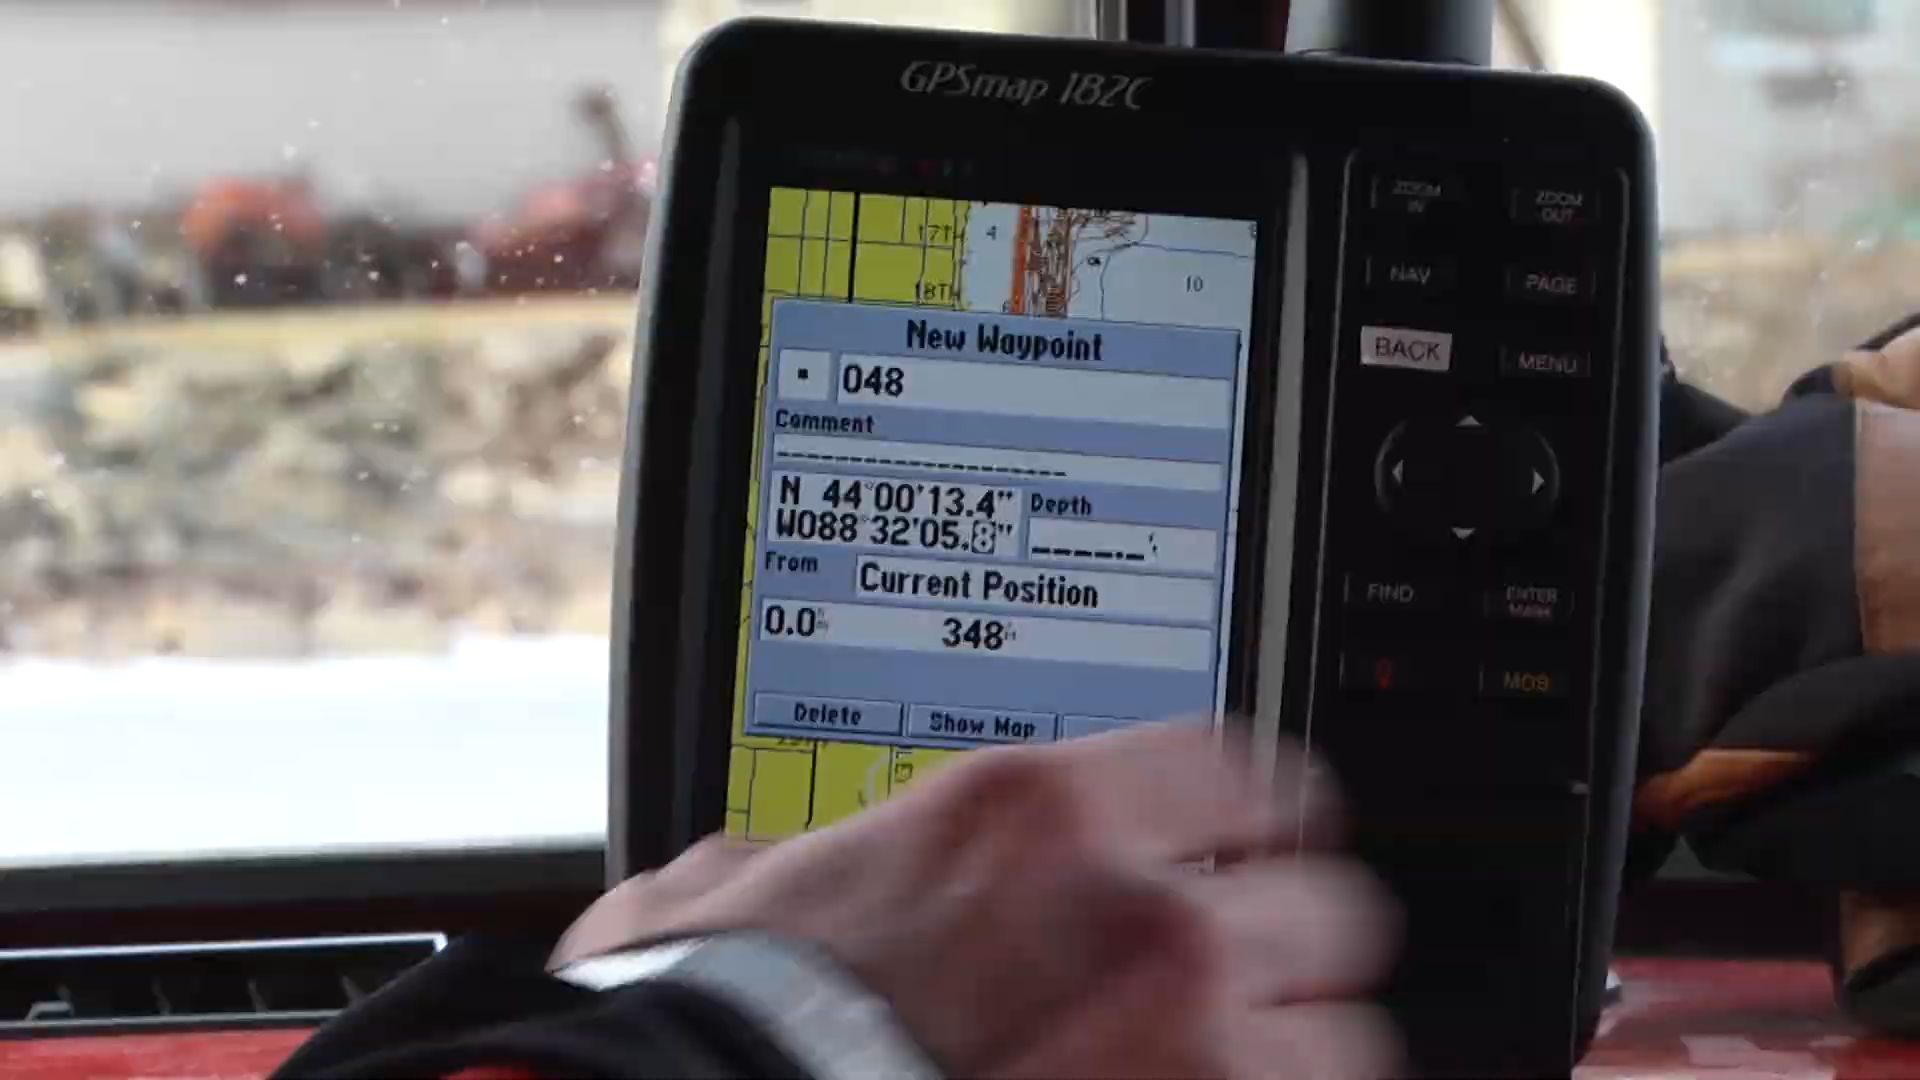 GPSmap 182C
ZOOM IN
ZOOM OUT
17TH 4
10
18TH
NAV
PAGE
New Waypoint
BACK
MENU
048
Comment
N 44°00'13.4" Depth
W088°32'05.8"
From Current Position
FIND
ENTER MARK
0.0 348
MOB
Delete
Show Map